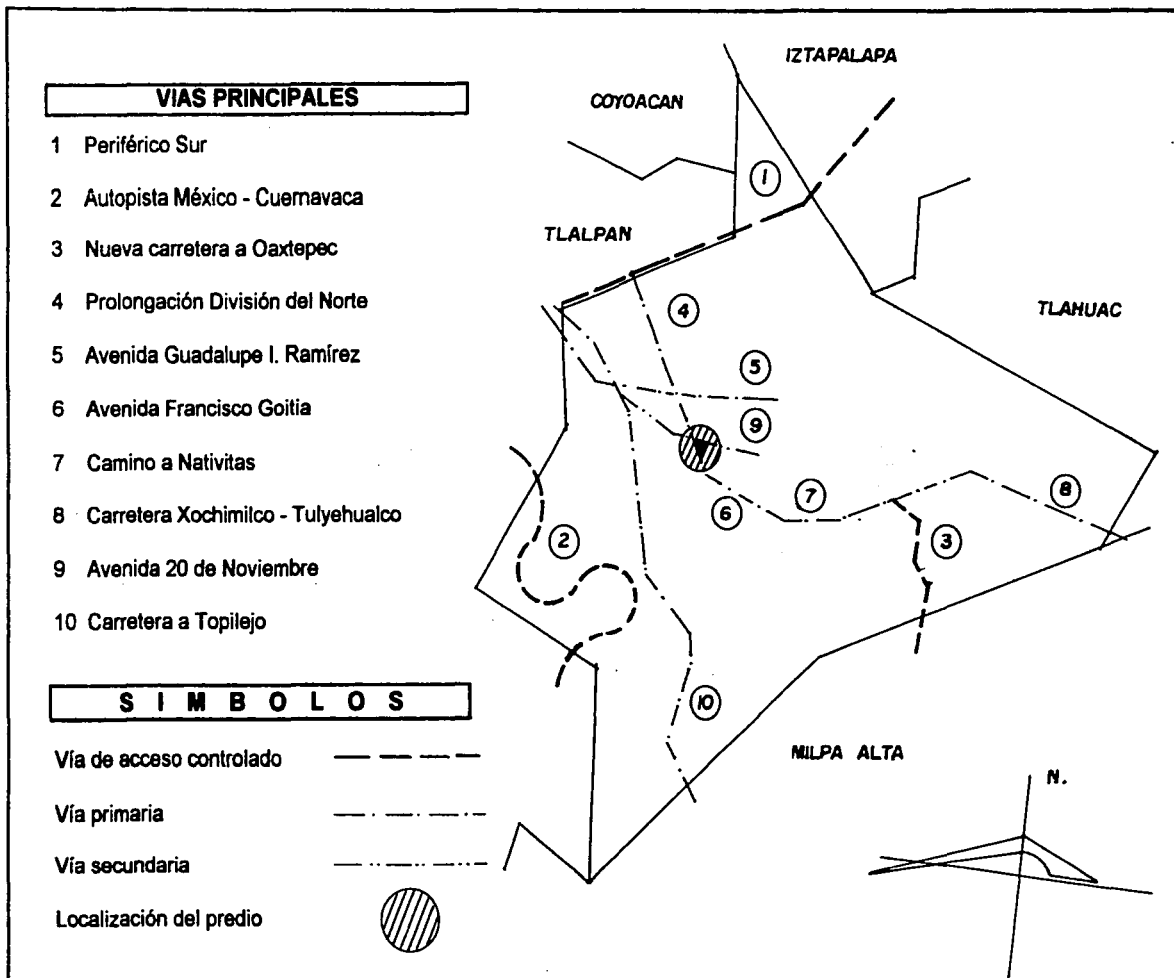 VIAS PRINCIPALES
1 Periférico Sur
2 Autopista México - Cuernavaca
3 Nueva carretera a Oaxtepec
4 Prolongación División del Norte
5 Avenida Guadalupe I. Ramírez
6 Avenida Francisco Goitia
7 Camino a Nativitas
8 Carretera Xochimilco - Tulyehualco
9 Avenida 20 de Noviembre
10 Carretera a Topilejo
S I M B O L O S
Vía de acceso controlado
Vía primaria
Vía secundaria
Localización del predio
IZTAPALAPA
COYOACAN
1
TLALPAN
TLAHUAC
4
5
9
8
7
6
3
2
10
MILPA ALTA
N.